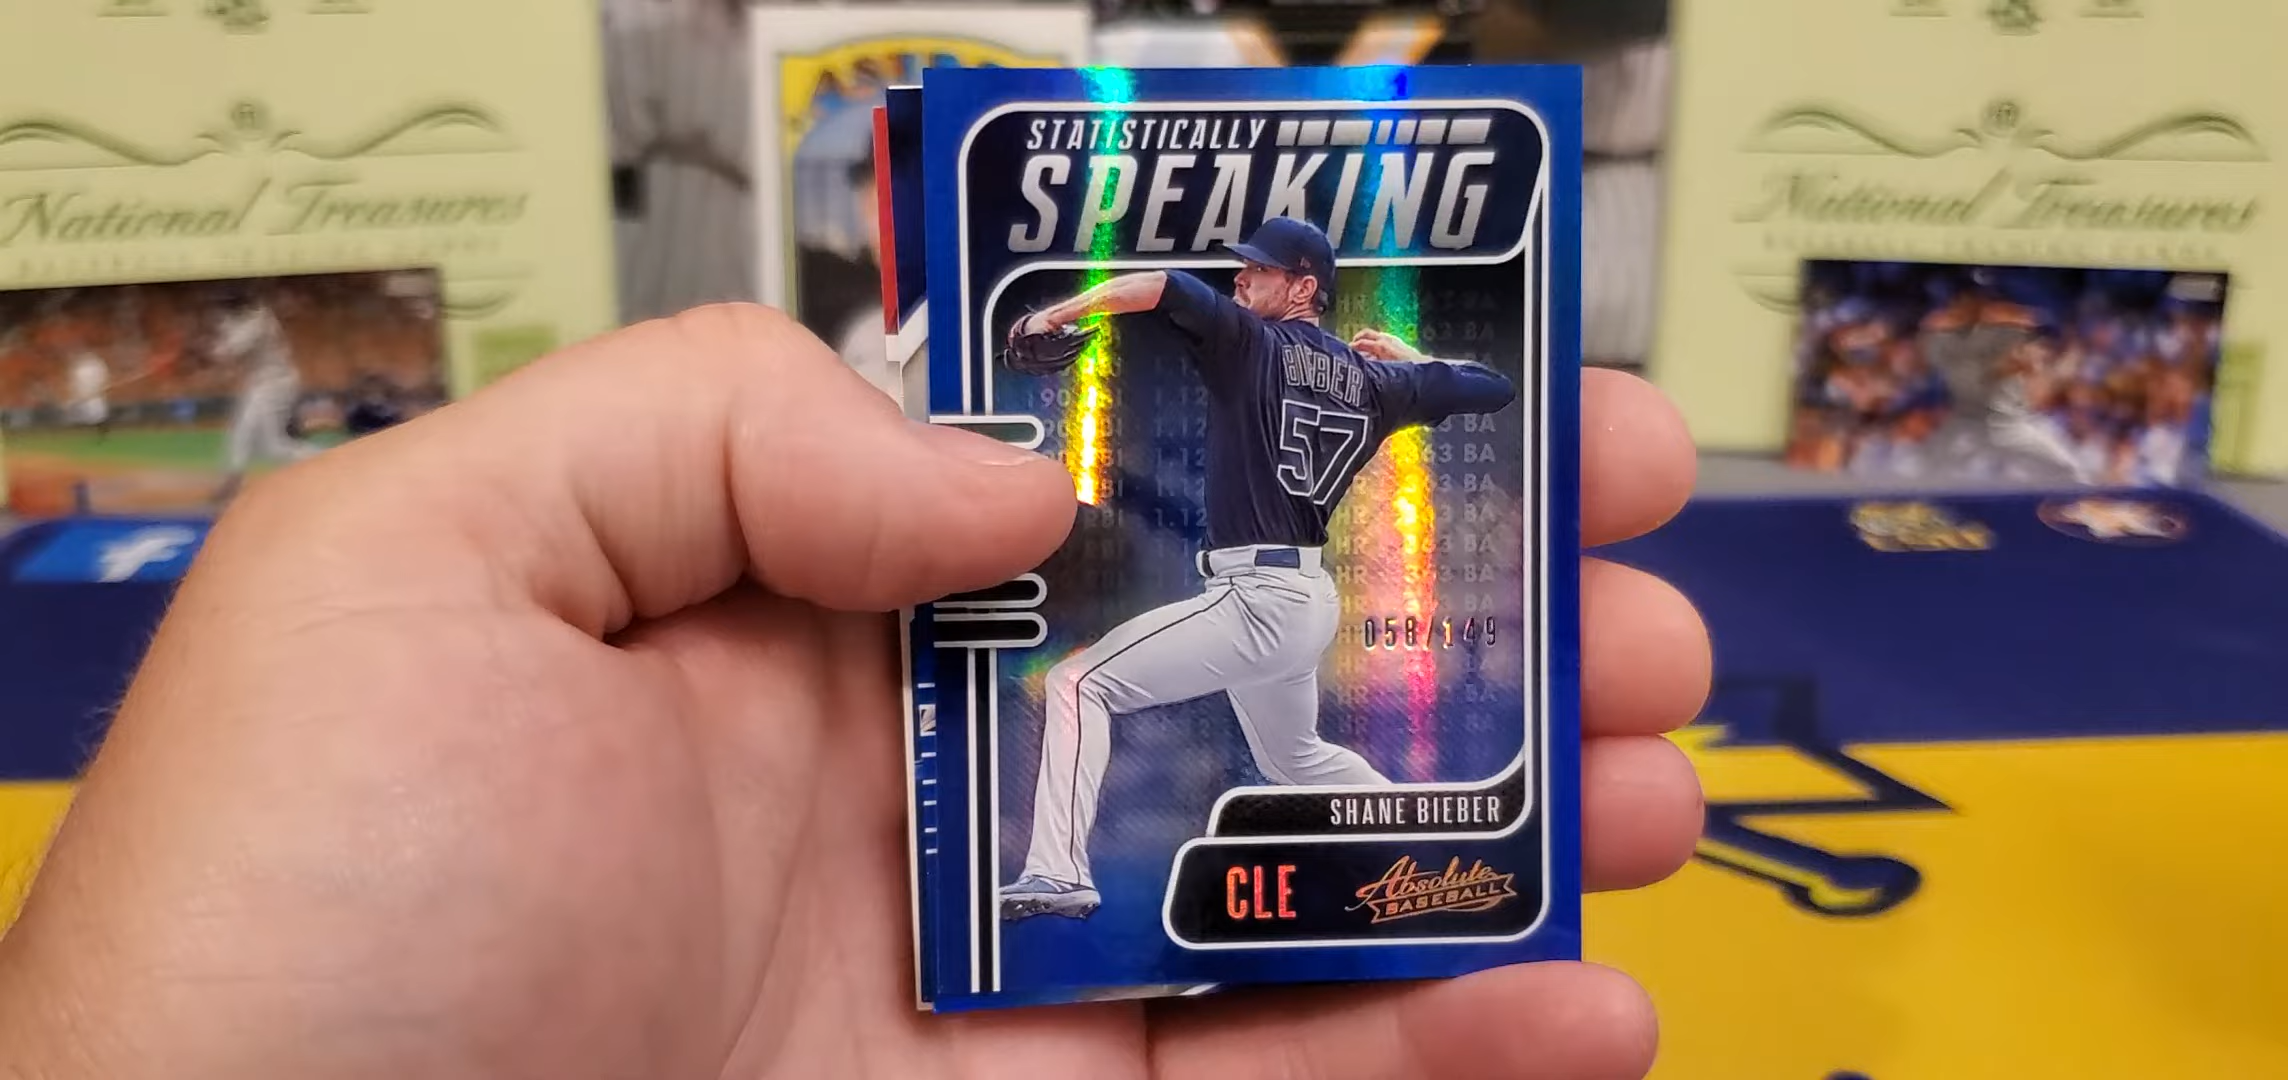 National Treasures
National Treasures
STATISTICALLY
SPEAKING
BIEBER
57
058/149
SHANE BIEBER
CLE
Absolute
BASEBALL